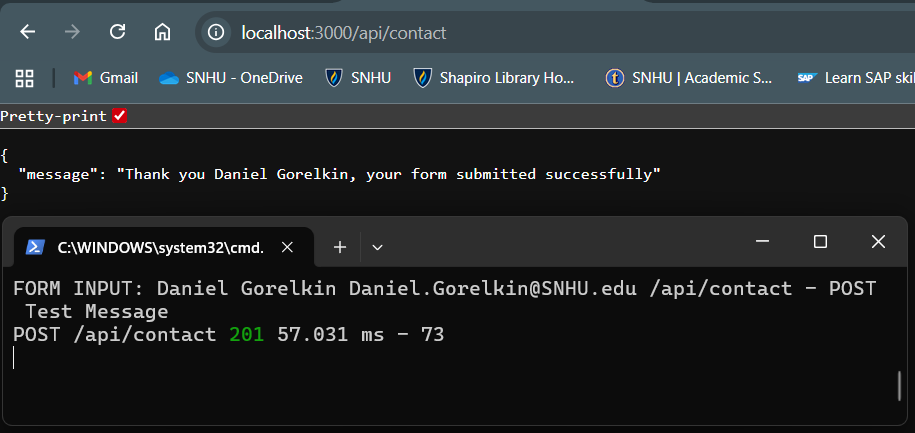 localhost:3000/api/contact
Gmail SNHU - OneDrive SNHU Shapiro Library Ho... SNHU | Academic S... SAP Learn SAP skil
Pretty-print
{
"message": "Thank you Daniel Gorelkin, your form submitted successfully"
}
C:\WINDOWS\system32\cmd.
FORM INPUT: Daniel Gorelkin Daniel.Gorelkin@SNHU.edu /api/contact - POST
Test Message
POST /api/contact 201 57.031 ms - 73